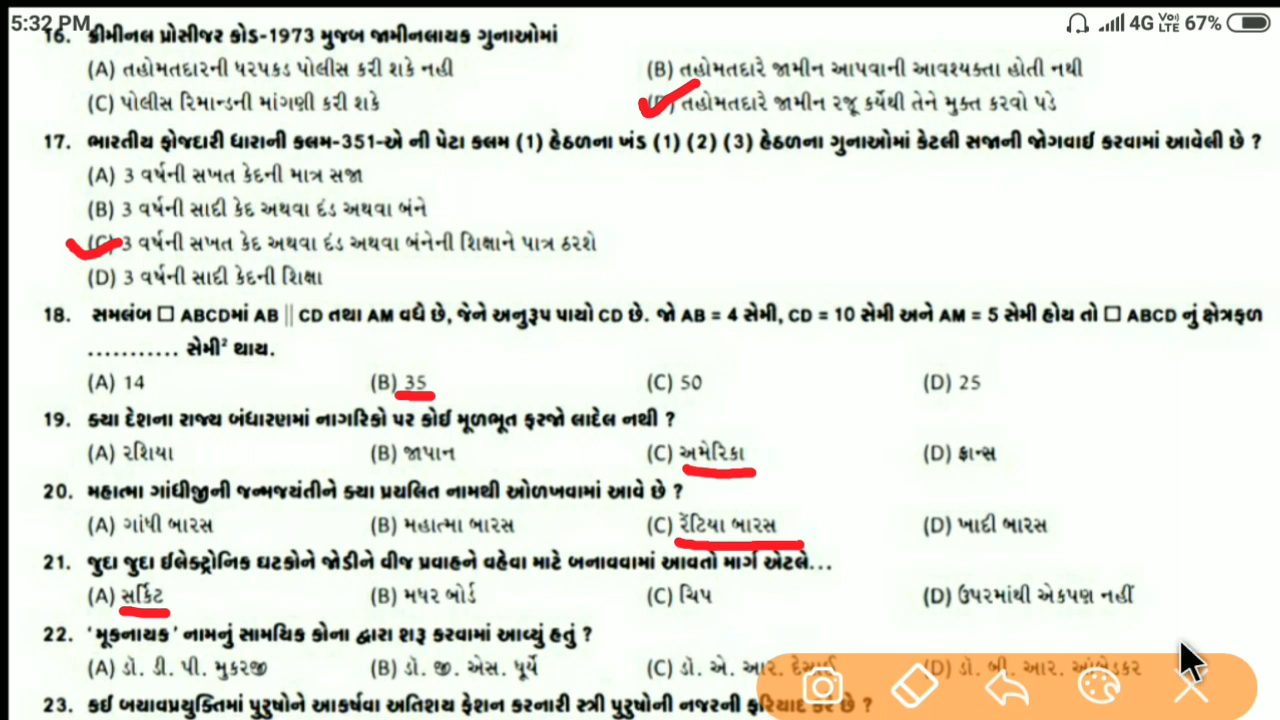 5:32 PM
4G VoLTE 67%
16. ક્રીમીનલ પ્રોસીજર કોડ-1973 મુજબ જામીનલાયક ગુનાઓમાં
(A) તહોમતદારની ધરપકડ પોલીસ કરી શકે નહી (B) તહોમતદારે જામીન આપવાની આવશ્યકતા હોતી નથી
(C) પોલીસ રિમાન્ડની માંગણી કરી શકે તહોમતદારે જામીન રજૂ કર્યેથી તેને મુક્ત કરવો પડે
17. ભારતીય ફોજદારી ધારાની કલમ-351-એ ની પેટા કલમ (1) હેઠળના ખંડ (1) (2) (3) હેઠળના ગુનાઓમાં કેટલી સજાની જોગવાઈ કરવામાં આવેલી છે ?
(A) 3 વર્ષની સખત કેદની માત્ર સજા
(B) 3 વર્ષની સાદી કેદ અથવા દંડ અથવા બંને
(C) 3 વર્ષની સખત કેદ અથવા દંડ અથવા બંનેની શિક્ષાને પાત્ર ઠરશે
(D) 3 વર્ષની સાદી કેદની શિક્ષા
18. સમલંબ □ ABCDમાં AB || CD તથા AM વધૈ છે, જેને અનુરૂપ પાયો CD છે. જો AB = 4 સેમી, CD = 10 સેમી અને AM = 5 સેમી હોય તો □ ABCD નું ક્ષેત્રફળ
........... સેમી² થાય.
(A) 14 (B) 35 (C) 50 (D) 25
19. ક્યા દેશના રાજ્ય બંધારણમાં નાગરિકો પર કોઈ મૂળભૂત ફરજો લાદેલ નથી ?
(A) રશિયા (B) જાપાન (C) અમેરિકા (D) ફ્રાન્સ
20. મહાત્મા ગાંધીજીની જન્મજયંતીને ક્યા પ્રચલિત નામથી ઓળખવામાં આવે છે ?
(A) ગાંધી બારસ (B) મહાત્મા બારસ (C) રેંટિયા બારસ (D) ખાદી બારસ
21. જુદા જુદા ઈલેક્ટ્રોનિક ઘટકોને જોડીને વીજ પ્રવાહને વહેવા માટે બનાવવામાં આવતો માર્ગ એટલે...
(A) સર્કિટ (B) મધર બોર્ડ (C) ચિપ (D) ઉપરમાંથી એકપણ નહીં
22. 'મૂકનાયક' નામનું સામયિક કોના દ્વારા શરૂ કરવામાં આવ્યું હતું ?
(A) ડૉ. ડી. પી. મુકરજી (B) ડૉ. જી. એસ. ઘૂર્યે (C) ડૉ. એ. આર. દેસાઈ (D) ડૉ. બી. આર. આંબેડકર
23. કઈ બચાવપ્રયુક્તિમાં પુરુષોને આકર્ષવા અતિશય ફેશન કરનારી સ્ત્રી પુરુષોની નજરની ફરિયાદ કરે છે ?